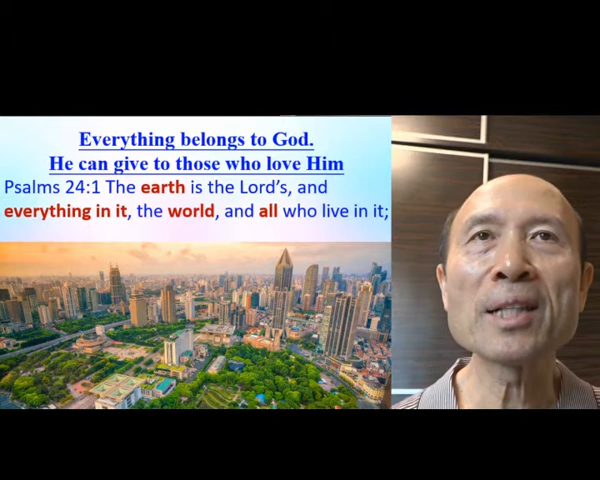 Everything belongs to God.
He can give to those who love Him
Psalms 24:1 The earth is the Lord’s, and
everything in it, the world, and all who live in it;